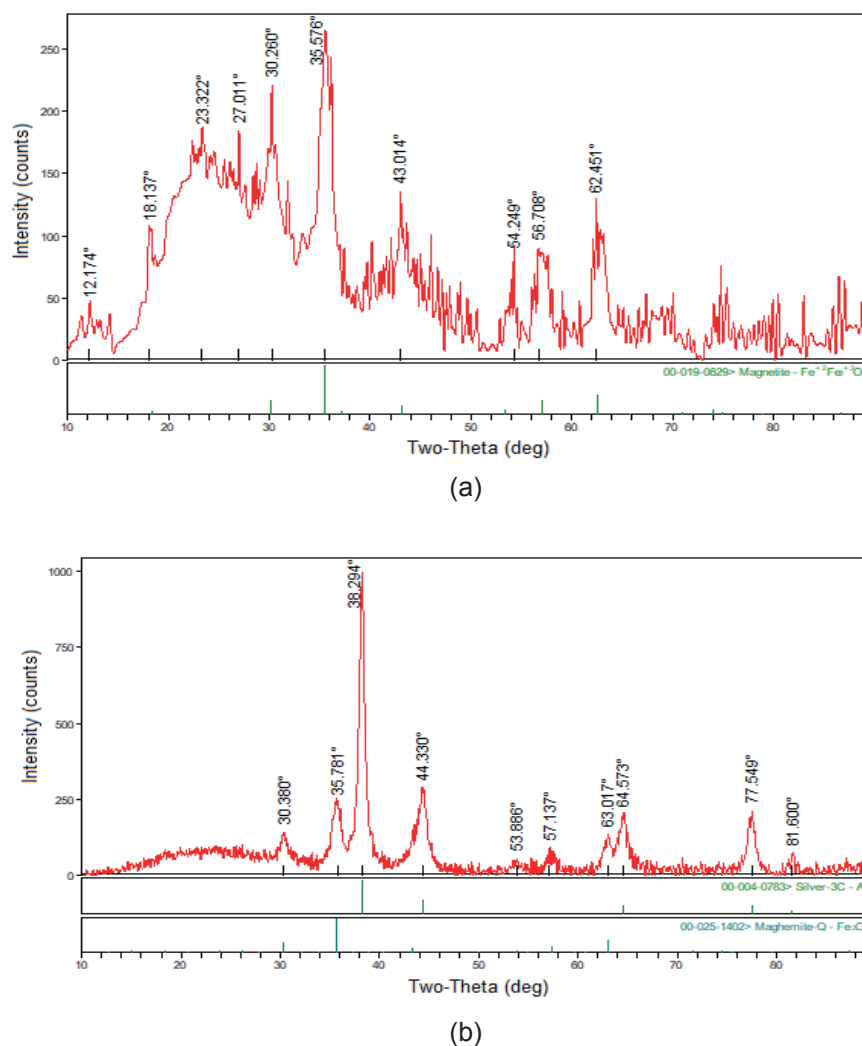 Intensity (counts)
250
200
150
100
50
0
12.174°
18.137°
23.322°
27.011°
30.260°
35.576°
43.014°
54.249°
56.708°
62.451°
00-019-0629> Magnetite - Fe⁺²Fe⁺³O
10 20 30 40 50 60 70 80
Two-Theta (deg)
(a)
Intensity (counts)
1000
750
500
250
0
30.380°
35.781°
38.294°
44.330°
53.886°
57.137°
63.017°
64.573°
77.549°
81.600°
00-004-0783> Silver-3C - A
00-025-1402> Maghemite-Q - Fe₂O
10 20 30 40 50 60 70 80
Two-Theta (deg)
(b)